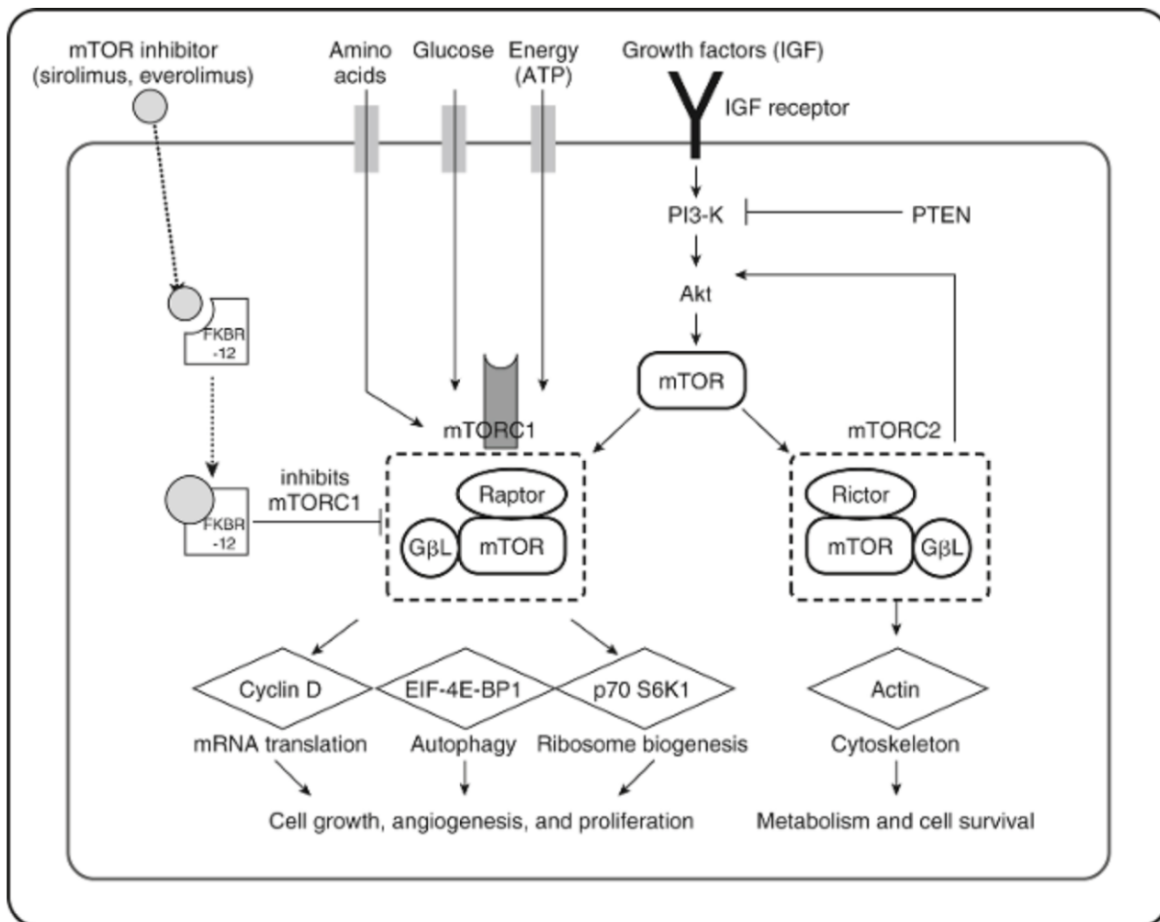 mTOR inhibitor
(sirolimus, everolimus)
Amino
acids
Glucose
Energy
(ATP)
Growth factors (IGF)
IGF receptor
PI3-K
PTEN
Akt
FKBR
-12
mTOR
mTORC1
mTORC2
inhibits
mTORC1
FKBR
-12
Raptor
GβL
mTOR
Rictor
mTOR
GβL
Cyclin D
EIF-4E-BP1
p70 S6K1
Actin
mRNA translation
Autophagy
Ribosome biogenesis
Cytoskeleton
Cell growth, angiogenesis, and proliferation
Metabolism and cell survival